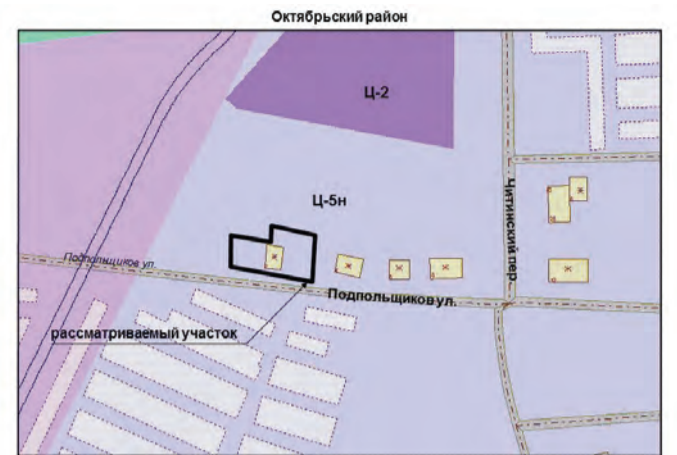 Октябрьский район
Ц-2
Ц-5н
Читинский пер.
Подпольщиков ул.
Подпольщиков ул.
рассматриваемый участок